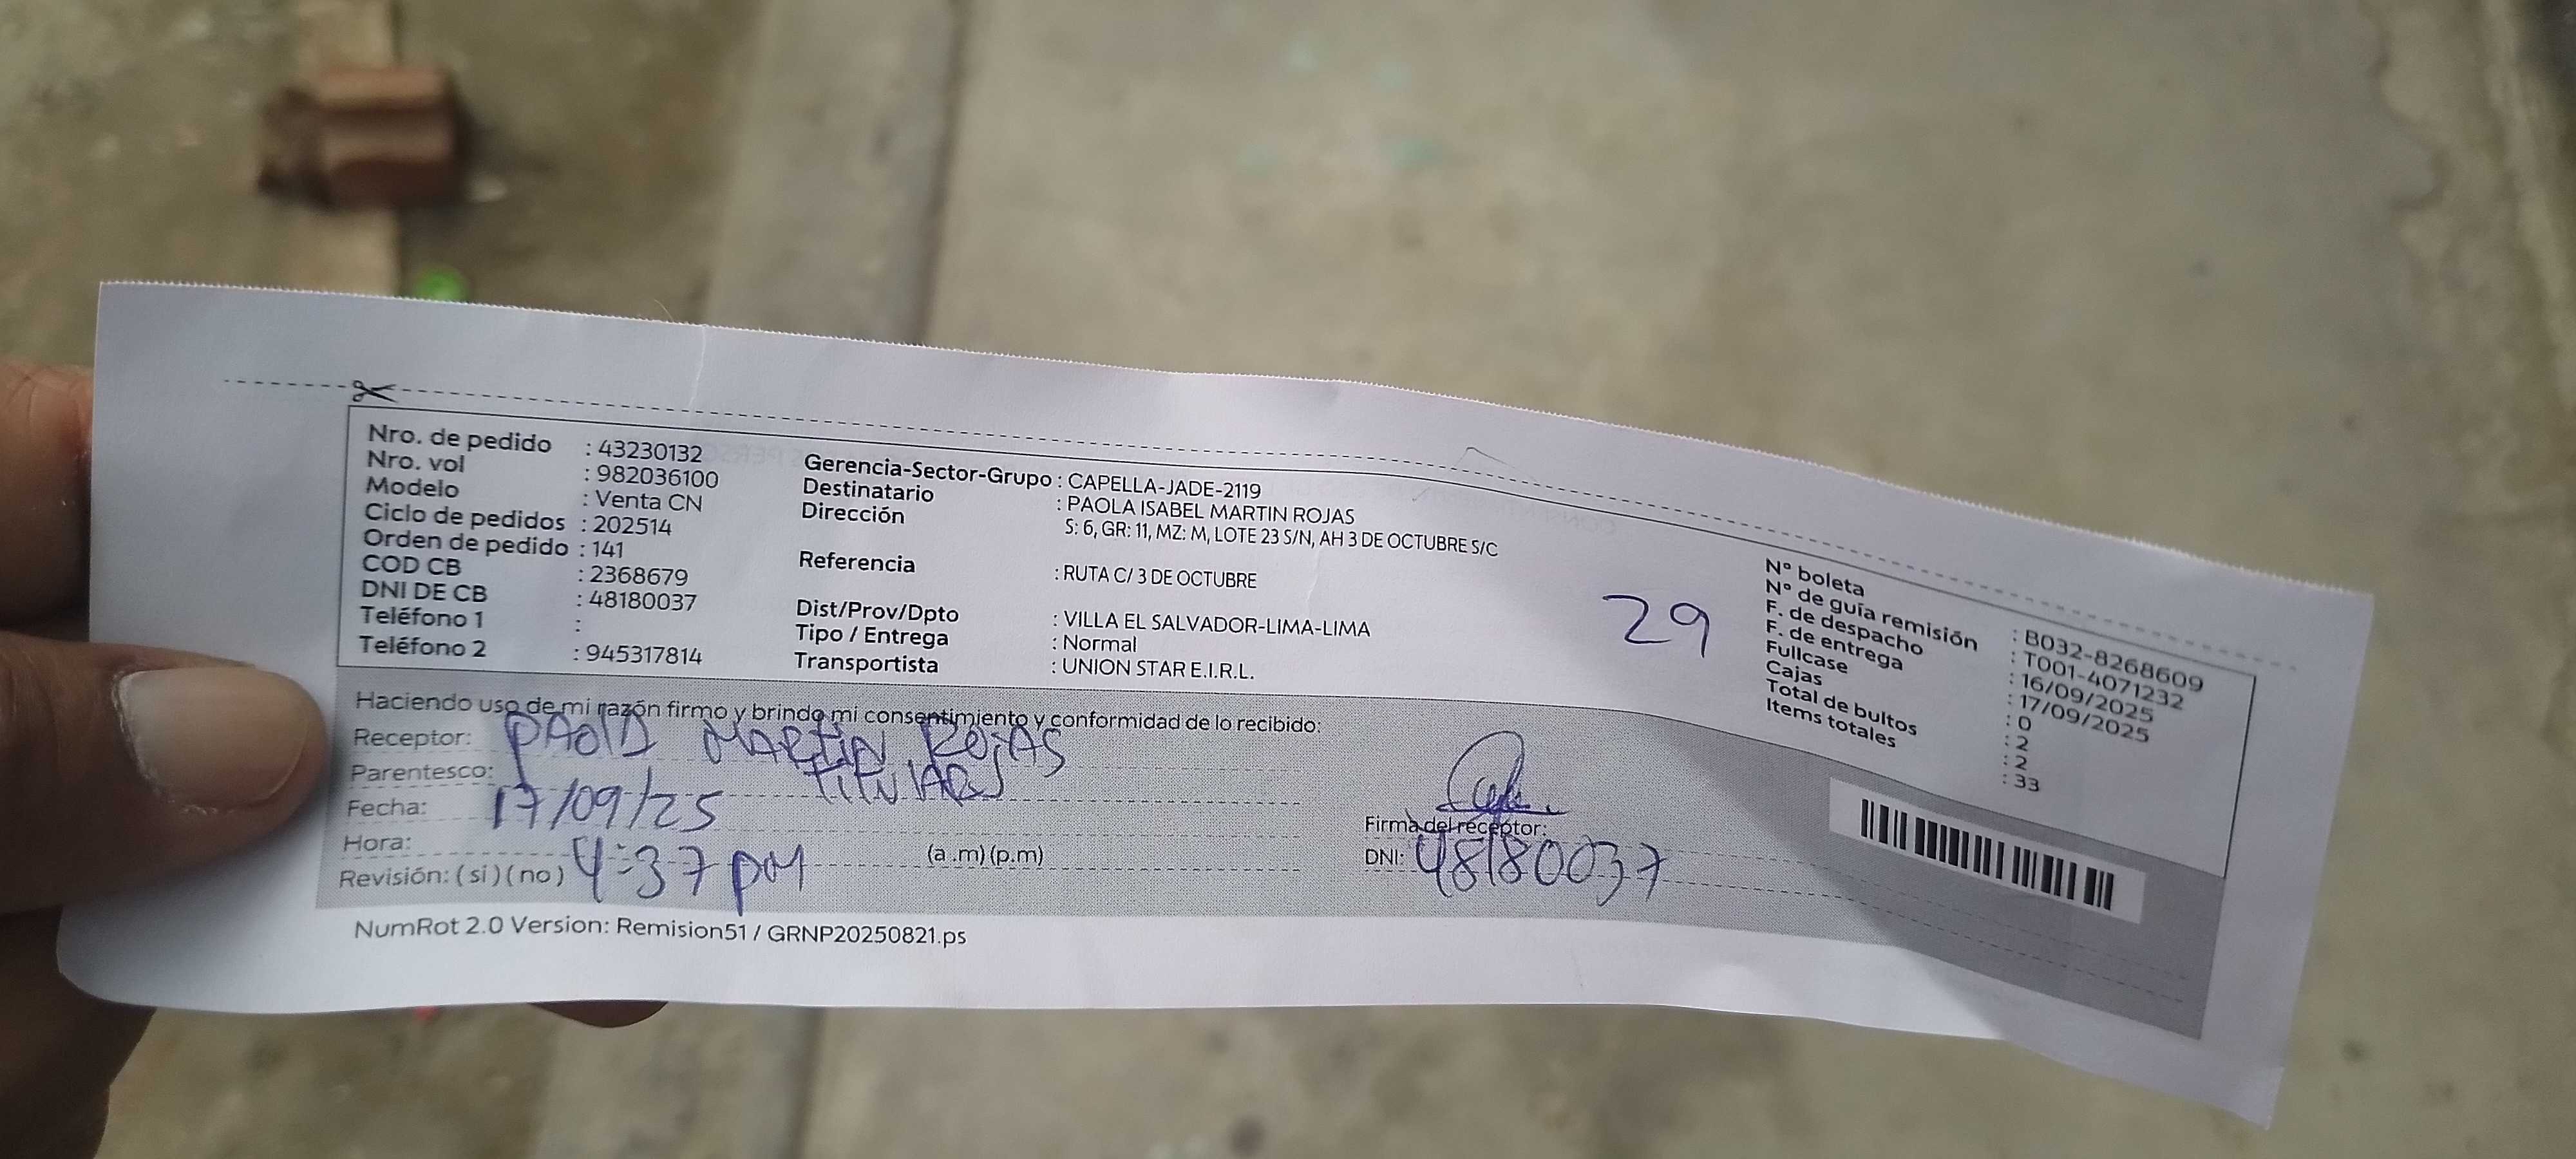 Nro. de pedido : 43230132
Nro. vol : 982036100
Modelo : Venta CN
Ciclo de pedidos : 202514
Orden de pedido : 141
COD CB : 2368679
DNI DE CB : 48180037
Teléfono 1 :
Teléfono 2 : 945317814
Gerencia-Sector-Grupo : CAPELLA-JADE-2119
Destinatario : PAOLA ISABEL MARTIN ROJAS
Dirección S: 6, GR: 11, MZ: M, LOTE 23 S/N, AH 3 DE OCTUBRE S/C
Referencia : RUTA C/ 3 DE OCTUBRE
Dist/Prov/Dpto : VILLA EL SALVADOR-LIMA-LIMA
Tipo / Entrega : Normal
Transportista : UNION STAR E.I.R.L.
29
N° boleta : B032-8268609
N° de guía remisión : T001-4071232
F. de despacho : 16/09/2025
F. de entrega : 17/09/2025
Fullcase : 0
Cajas : 2
Total de bultos : 2
Items totales : 33
Haciendo uso de mi razón firmo y brindo mi consentimiento y conformidad de lo recibido:
Receptor: PAOLA MARTIN ROJAS
Parentesco: TITULAR
Fecha: 17/09/25
Hora: 4:37 pm (a .m) (p.m)
Revisión: ( si ) ( no )
Firma del receptor:
DNI: 48180037
NumRot 2.0 Version: Remision51 / GRNP20250821.ps